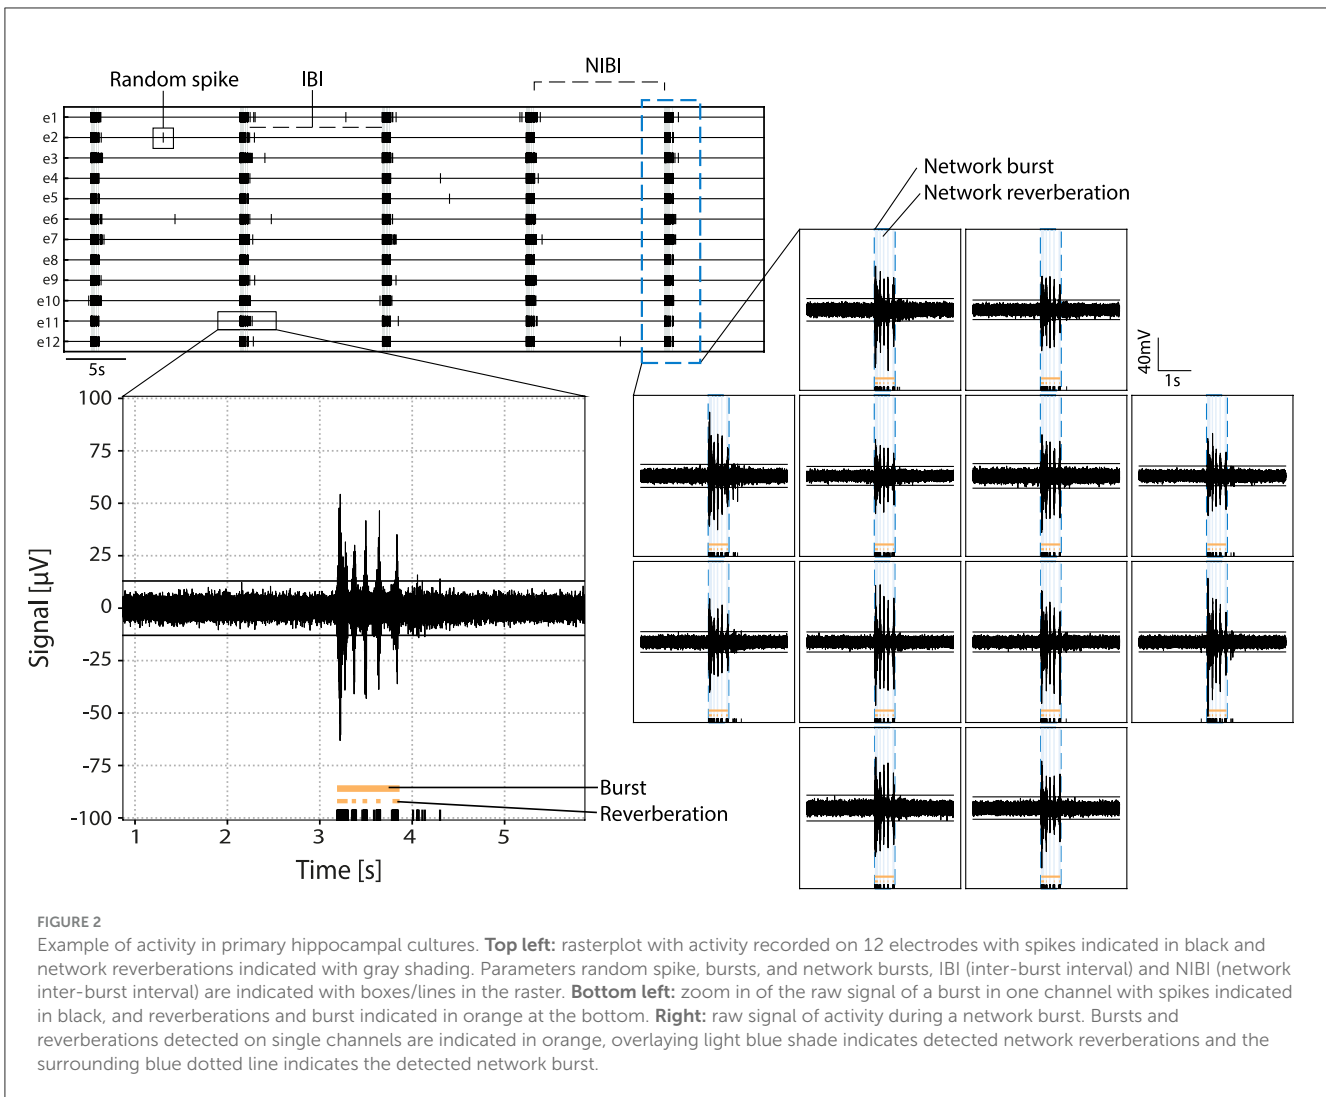 NIBI
Random spike
IBI
e1
e2
e3
e4
e5
e6
e7
e8
e9
e10
e11
e12
5s
Network burst
Network reverberation
40mV
1s
100
75
50
25
0
-25
-50
-75
-100
Signal [µV]
1
2
3
4
5
Time [s]
Burst
Reverberation
FIGURE 2
Example of activity in primary hippocampal cultures. Top left: rasterplot with activity recorded on 12 electrodes with spikes indicated in black and
network reverberations indicated with gray shading. Parameters random spike, bursts, and network bursts, IBI (inter-burst interval) and NIBI (network
inter-burst interval) are indicated with boxes/lines in the raster. Bottom left: zoom in of the raw signal of a burst in one channel with spikes indicated
in black, and reverberations and burst indicated in orange at the bottom. Right: raw signal of activity during a network burst. Bursts and
reverberations detected on single channels are indicated in orange, overlaying light blue shade indicates detected network reverberations and the
surrounding blue dotted line indicates the detected network burst.